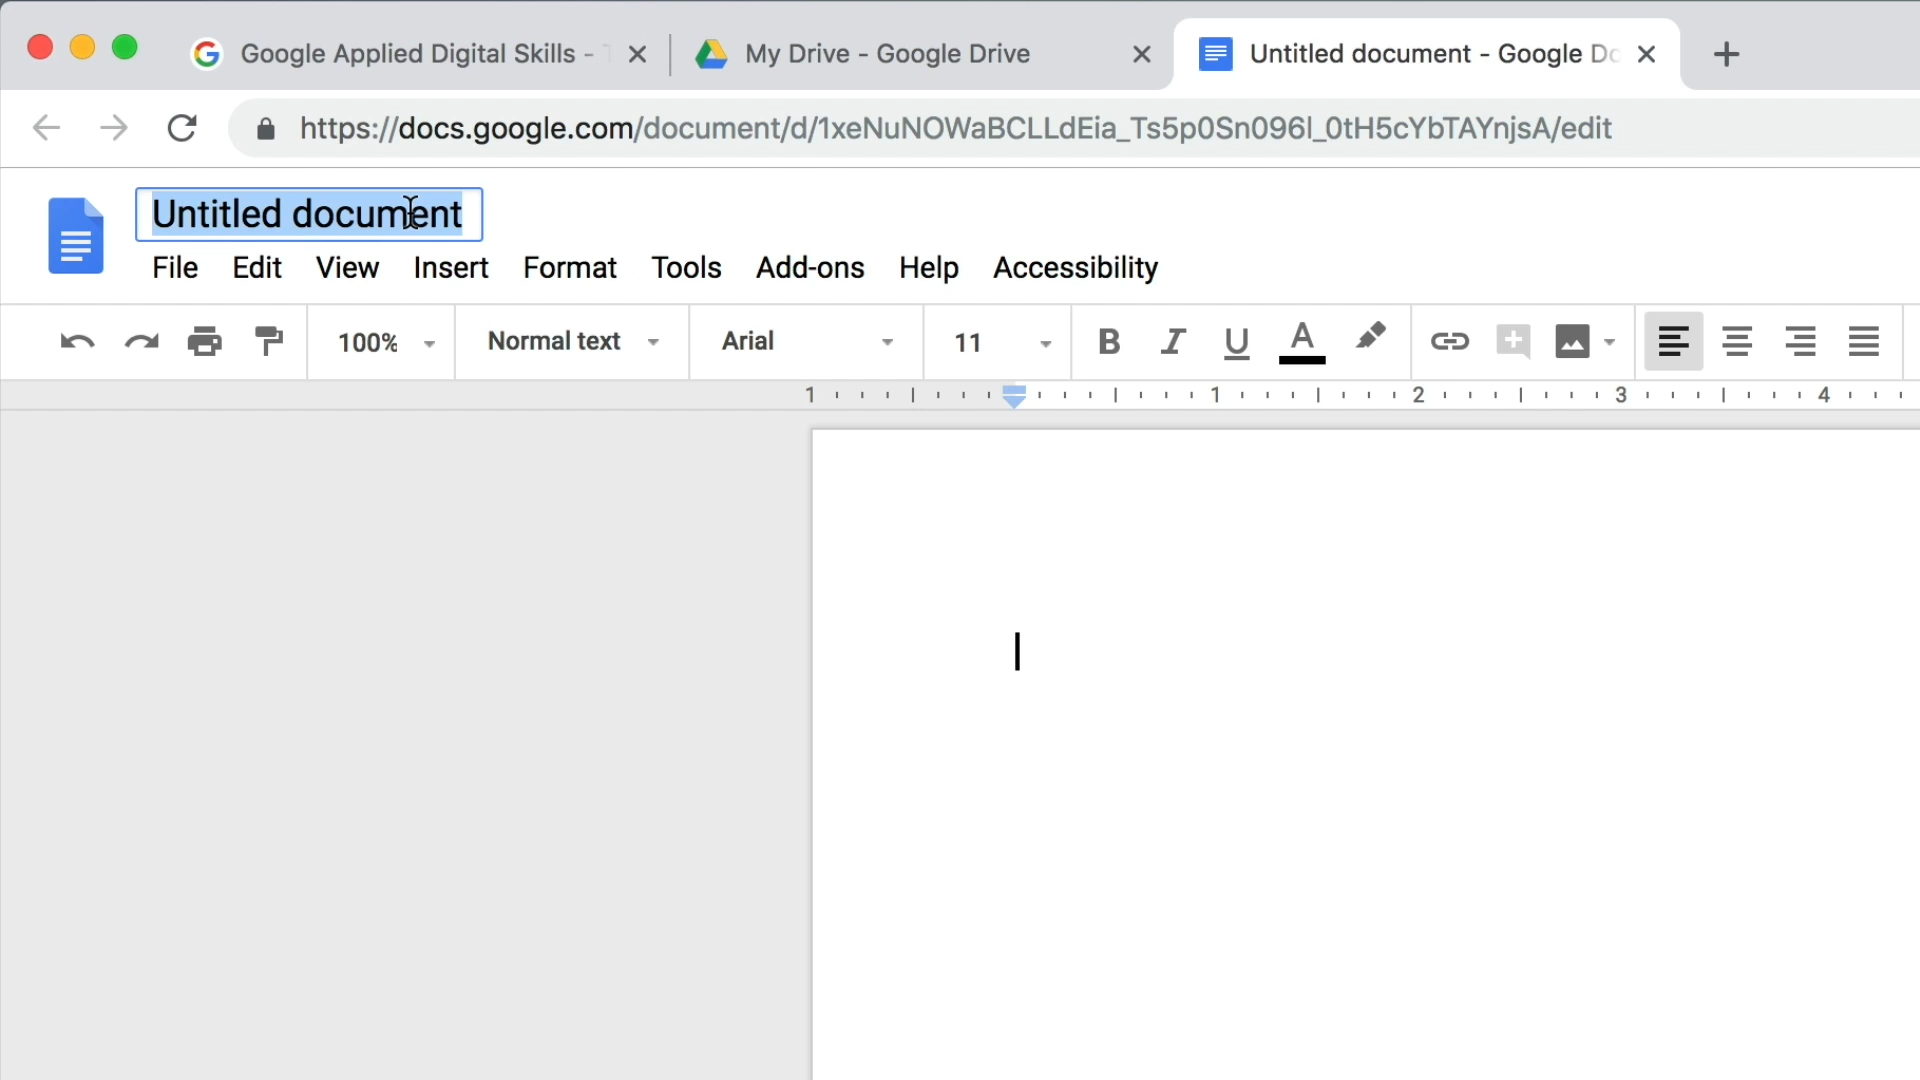 Google Applied Digital Skills - My Drive - Google Drive Untitled document - Google Do
https://docs.google.com/document/d/1xeNuNOWaBCLLdEia_Ts5p0Sn096l_0tH5cYbTAYnjsA/edit
Untitled document
File Edit View Insert Format Tools Add-ons Help Accessibility
100% Normal text Arial 11 B I U A
1 1 2 3 4